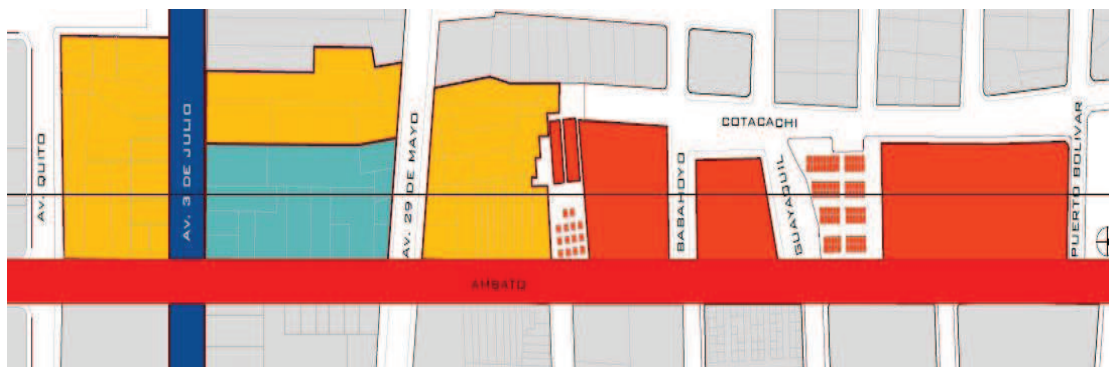 AV. QUITO
AV. 3 DE JULIO
AV. 29 DE MAYO
COTACACHI
BABAHOYO
GUAYAQUIL
PUERTO BOLIVAR
AMBATO